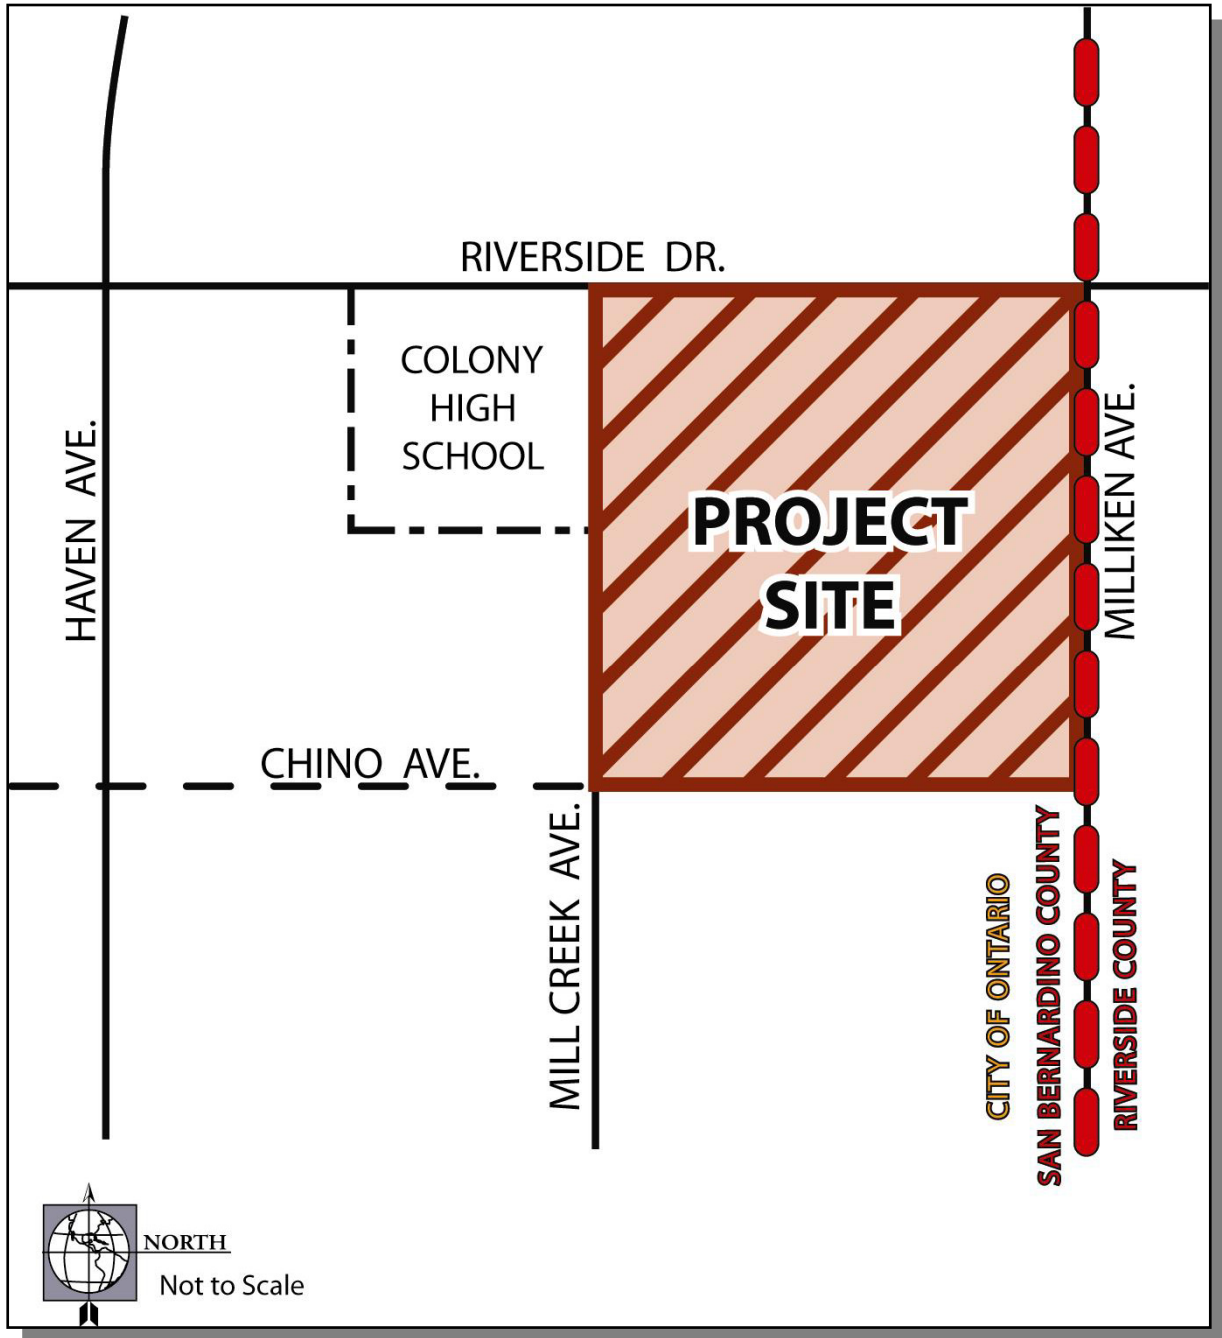 RIVERSIDE DR.
COLONY
HIGH
SCHOOL
HAVEN AVE.
MILLIKEN AVE.
PROJECT
SITE
CHINO AVE.
MILL CREEK AVE.
CITY OF ONTARIO
SAN BERNARDINO COUNTY
RIVERSIDE COUNTY
NORTH
Not to Scale